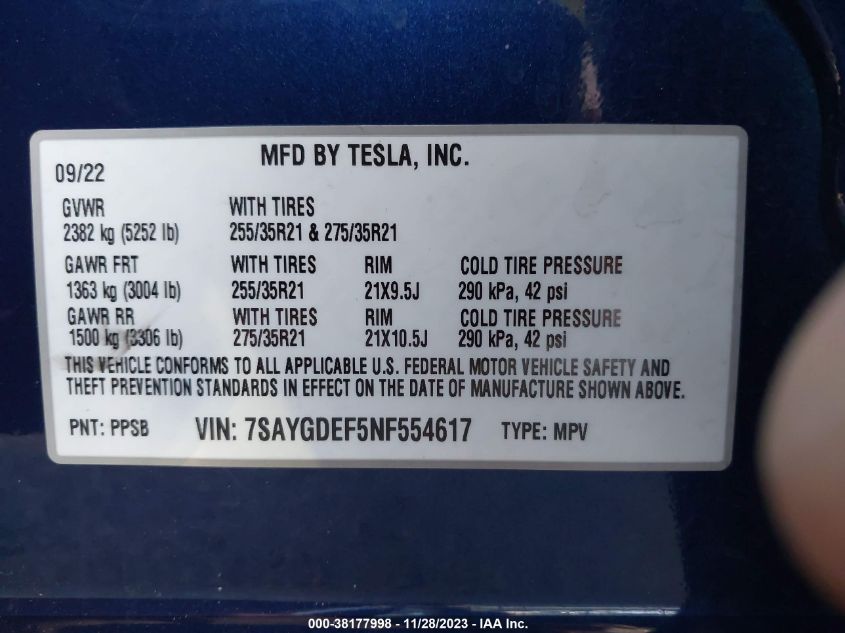 MFD BY TESLA, INC.
09/22
GVWR WITH TIRES
2382 kg (5252 lb) 255/35R21 & 275/35R21
GAWR FRT WITH TIRES RIM COLD TIRE PRESSURE
1363 kg (3004 lb) 255/35R21 21X9.5J 290 kPa, 42 psi
GAWR RR WITH TIRES RIM COLD TIRE PRESSURE
1500 kg (3306 lb) 275/35R21 21X10.5J 290 kPa, 42 psi
THIS VEHICLE CONFORMS TO ALL APPLICABLE U.S. FEDERAL MOTOR VEHICLE SAFETY AND
THEFT PREVENTION STANDARDS IN EFFECT ON THE DATE OF MANUFACTURE SHOWN ABOVE.
PNT: PPSB VIN: 7SAYGDEF5NF554617 TYPE: MPV
000-38177998 - 11/28/2023 - IAA Inc.